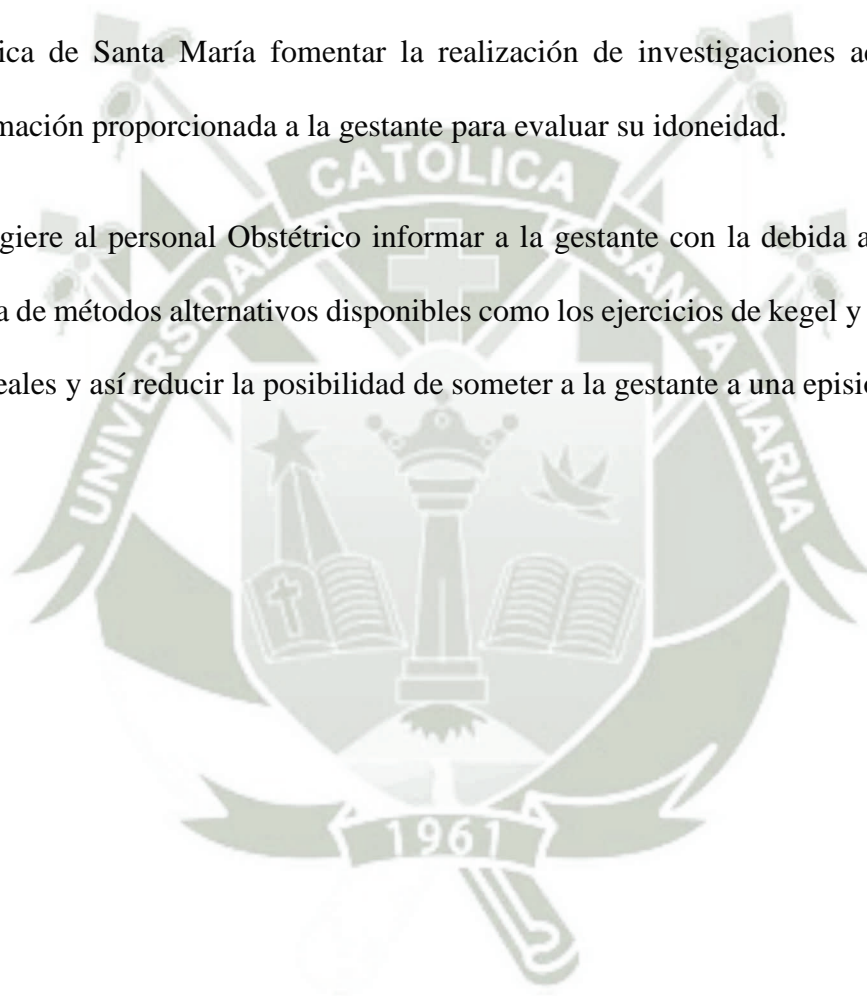 ica de Santa María fomentar la realización de investigaciones ac
mación proporcionada a la gestante para evaluar su idoneidad.
giere al personal Obstétrico informar a la gestante con la debida a
a de métodos alternativos disponibles como los ejercicios de kegel y
eales y así reducir la posibilidad de someter a la gestante a una episio
UNIVERSIDAD
CATOLICA
SANTA MARIA
1961